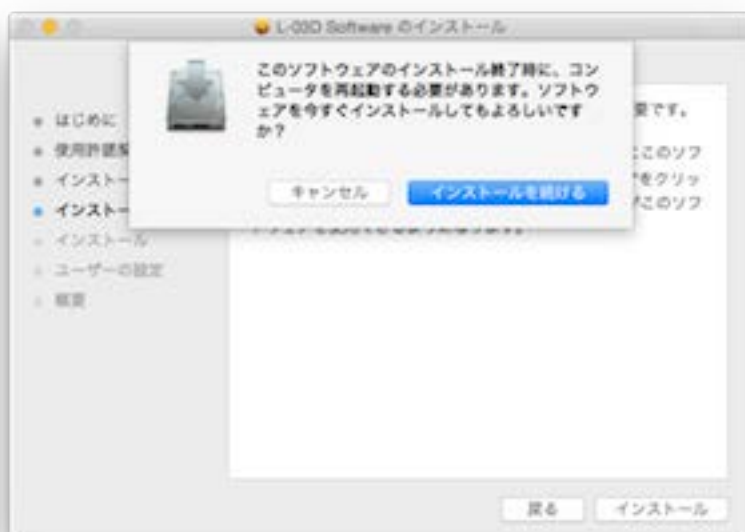 L-03D Software のインストール
このソフトウェアのインストール終了時に、コン
ピュータを再起動する必要があります。ソフトウ
ェアを今すぐインストールしてもよろしいです
か？
キャンセル
インストールを続ける
はじめに
使用許諾
インストー
インストー
インストール
ユーザーの設定
概要
要です。
このソフ
をクリッ
がこのソフ
戻る
インストール